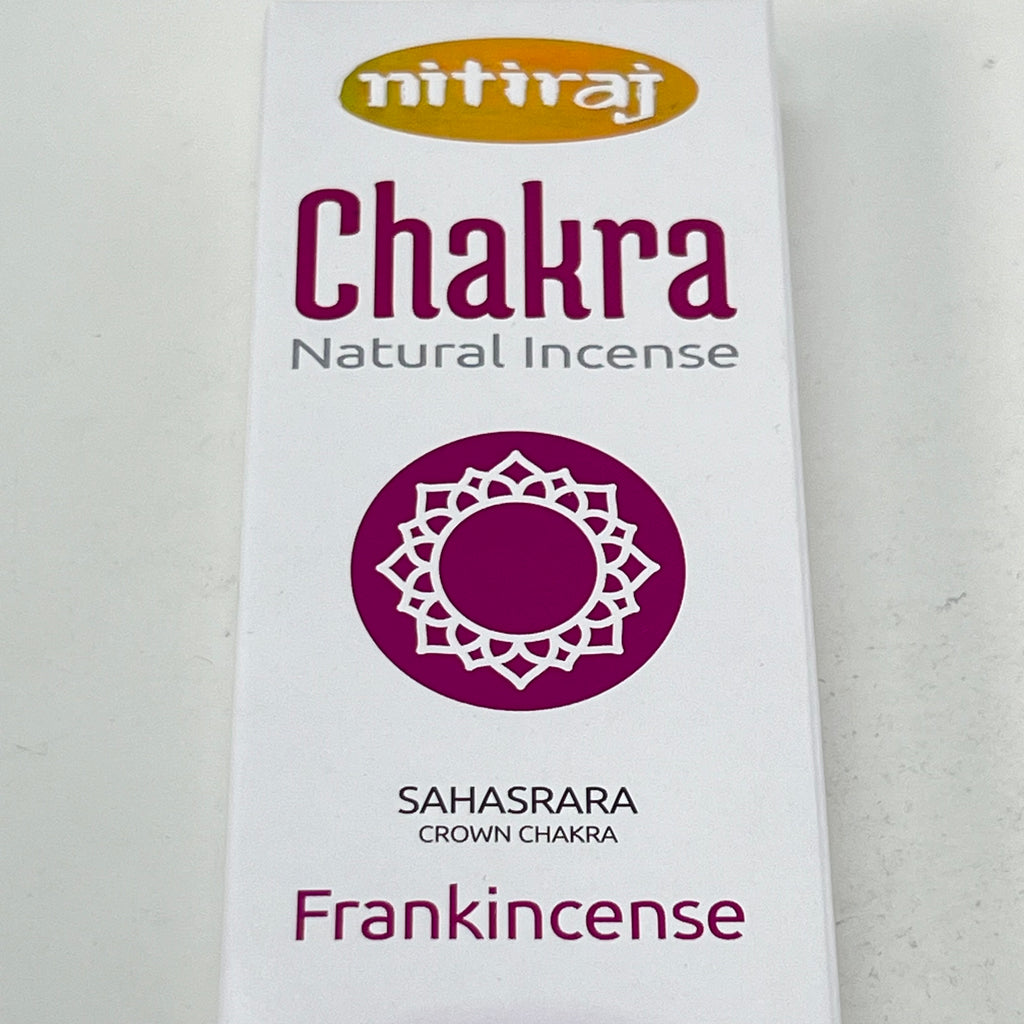 nitiraj
Chakra
Natural Incense
SAHASRARA
CROWN CHAKRA
Frankincense